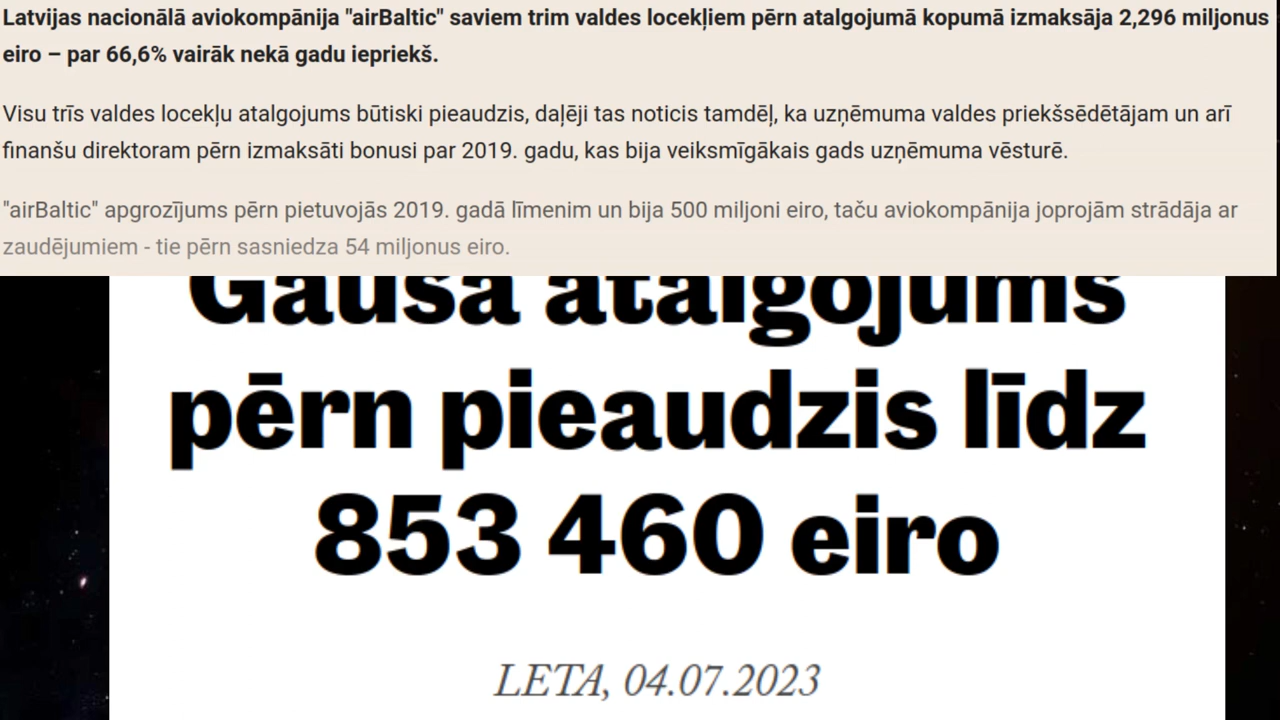 Latvijas nacionālā aviokompānija "airBaltic" saviem trim valdes locekļiem pērn atalgojumā kopumā izmaksāja 2,296 miljonus
eiro – par 66,6% vairāk nekā gadu iepriekš.
Visu trīs valdes locekļu atalgojums būtiski pieaudzis, daļēji tas noticis tamdēļ, ka uzņēmuma valdes priekšsēdētājam un arī
finanšu direktoram pērn izmaksāti bonusi par 2019. gadu, kas bija veiksmīgākais gads uzņēmuma vēsturē.
"airBaltic" apgrozījums pērn pietuvojās 2019. gadā līmenim un bija 500 miljoni eiro, taču aviokompānija joprojām strādāja ar
zaudējumiem - tie pērn sasniedza 54 miljonus eiro.
Gausa atalgojums
pērn pieaudzis līdz
853 460 eiro
LETA, 04.07.2023